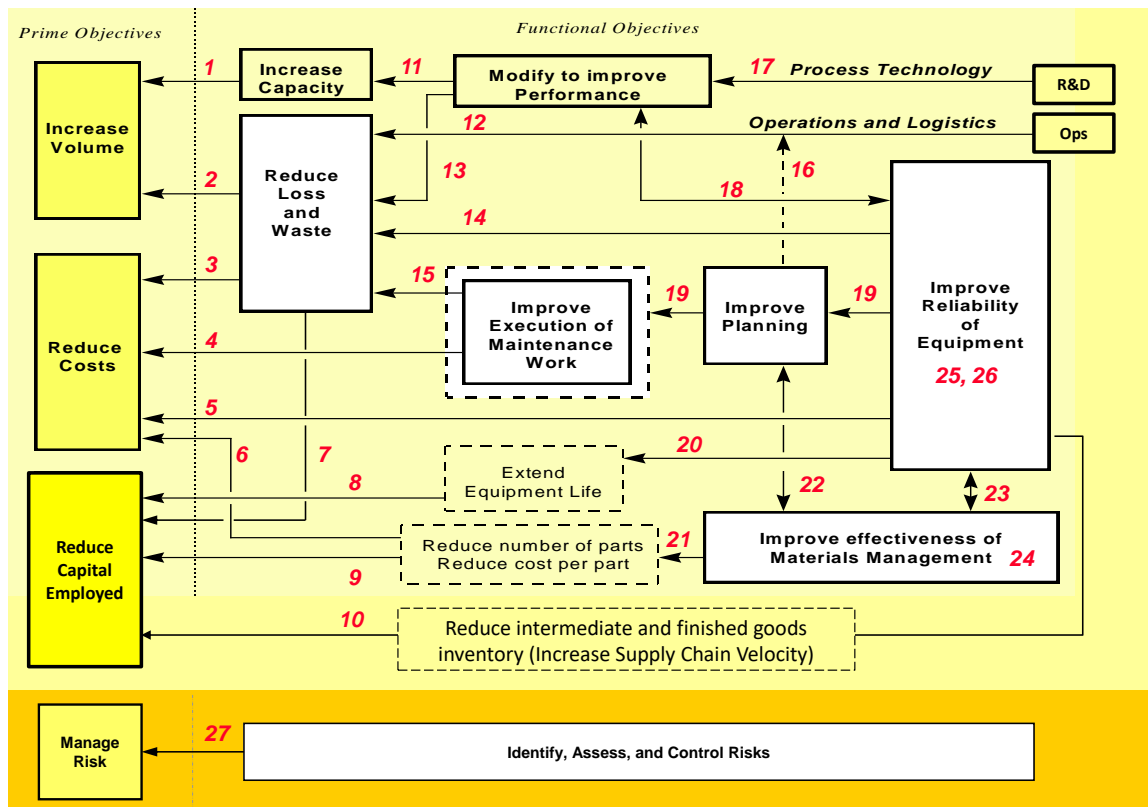 Prime Objectives
Functional Objectives
1
Increase
Capacity
11
Modify to improve
Performance
17
Process Technology
R&D
Increase
Volume
12
Operations and Logistics
Ops
2
Reduce
Loss
and
Waste
13
16
18
14
3
15
Improve
Execution of
Maintenance
Work
19
Improve
Planning
19
Improve
Reliability
of
Equipment
25, 26
Reduce
Costs
4
5
6
7
20
8
Extend
Equipment Life
22
23
Reduce
Capital
Employed
9
Reduce number of parts
Reduce cost per part
21
Improve effectiveness of
Materials Management
24
10
Reduce intermediate and finished goods
inventory (Increase Supply Chain Velocity)
Manage
Risk
27
Identify, Assess, and Control Risks